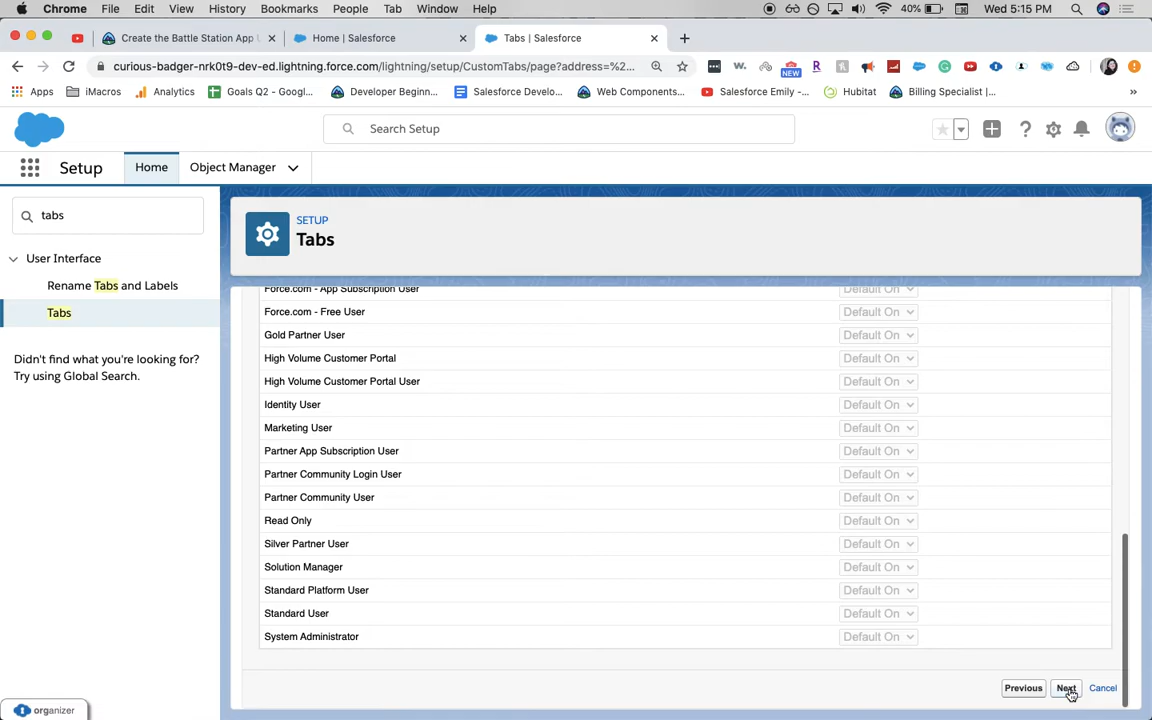 Chrome File Edit View History Bookmarks People Tab Window Help 40% Wed 5:15 PM
Create the Battle Station App U Home | Salesforce Tabs | Salesforce
curious-badger-nrk0t9-dev-ed.lightning.force.com/lightning/setup/CustomTabs/page?address=%2... NEW
Apps iMacros Analytics Goals Q2 - Googl... Developer Beginn... Salesforce Develo... Web Components... Salesforce Emily -... Hubitat Billing Specialist |...
Search Setup
Setup Home Object Manager
tabs
User Interface
Rename Tabs and Labels
Tabs
Didn't find what you're looking for?
Try using Global Search.
SETUP
Tabs
Force.com - App Subscription User Default On
Force.com - Free User Default On
Gold Partner User Default On
High Volume Customer Portal Default On
High Volume Customer Portal User Default On
Identity User Default On
Marketing User Default On
Partner App Subscription User Default On
Partner Community Login User Default On
Partner Community User Default On
Read Only Default On
Silver Partner User Default On
Solution Manager Default On
Standard Platform User Default On
Standard User Default On
System Administrator Default On
Previous Next Cancel
organizer